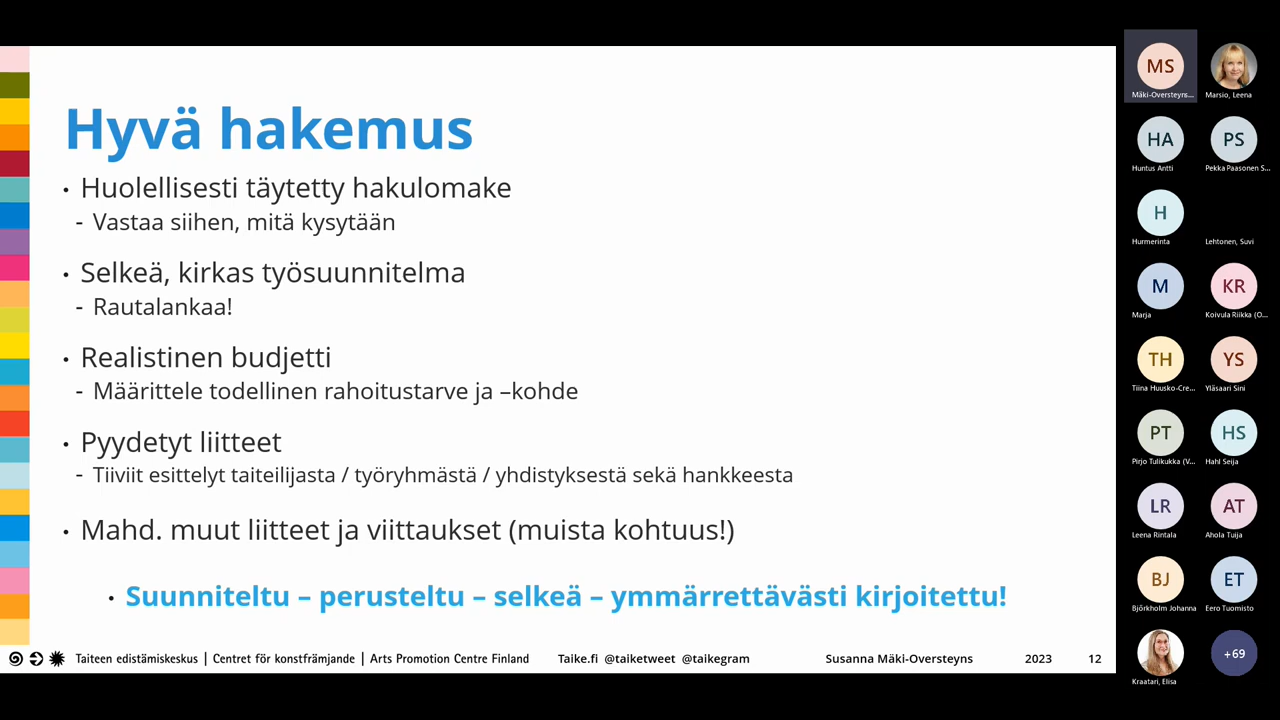 Hyvä hakemus
• Huolellisesti täytetty hakulomake
- Vastaa siihen, mitä kysytään
• Selkeä, kirkas työsuunnitelma
- Rautalankaa!
• Realistinen budjetti
- Määrittele todellinen rahoitustarve ja –kohde
• Pyydetyt liitteet
- Tiiviit esittelyt taiteilijasta / työryhmästä / yhdistyksestä sekä hankkeesta
• Mahd. muut liitteet ja viittaukset (muista kohtuus!)
• Suunniteltu – perusteltu – selkeä – ymmärrettävästi kirjoitettu!
Taiteen edistämiskeskus | Centret för konstfrämjande | Arts Promotion Centre Finland Taike.fi @taiketweet @taikegram Susanna Mäki-Oversteyns 2023 12
MS
Mäki-Oversteyns... Marsio, Leena
HA PS
Huntus Antti Pekka Paasonen S...
H
Hurmerinta Lehtonen, Suvi
M KR
Marja Koivula Riikka (O...
TH YS
Tiina Huusko-Cre... Yläsaari Sini
PT HS
Pirjo Tulikukka (V... Hahl Seija
LR AT
Leena Rintala Ahola Tuija
BJ ET
Björkholm Johanna Eero Tuomisto
+69
Kraatari, Elisa